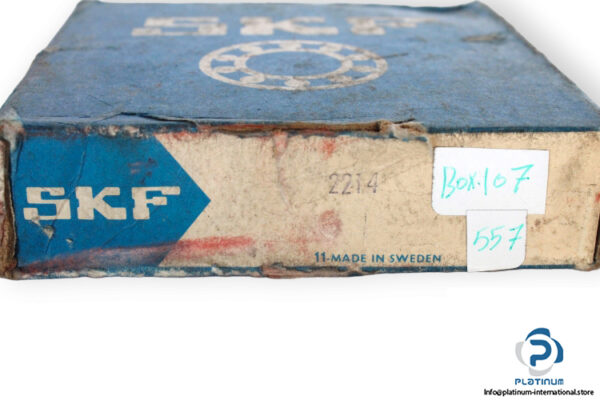 SKF
SKF
2214
Box.107
557
11-MADE IN SWEDEN
PLATINUM
Info@platinum-international.store